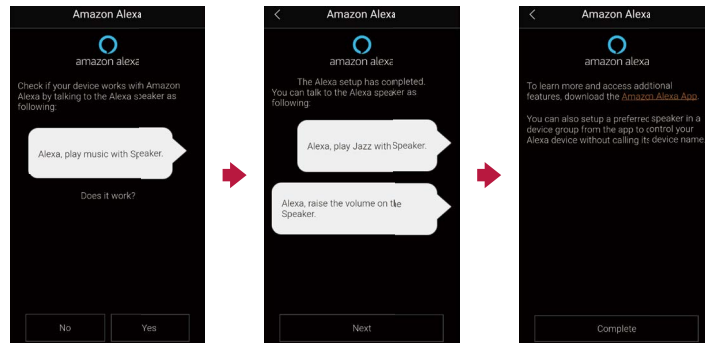 Amazon Alexa
amazon alexa
Check if your device works with Amazon
Alexa by talking to the Alexa speaker as
following:
Alexa, play music with Speaker.
Does it work?
No
Yes
Amazon Alexa
amazon alexa
The Alexa setup has completed.
You can talk to the Alexa speaker as
following:
Alexa, play Jazz with Speaker.
Alexa, raise the volume on the
Speaker.
Next
Amazon Alexa
amazon alexa
To learn more and access addtional
features, download the Amazon Alexa App.
You can also setup a preferrec speaker in a
device group from the app to control your
Alexa device without calling its device name
Complete